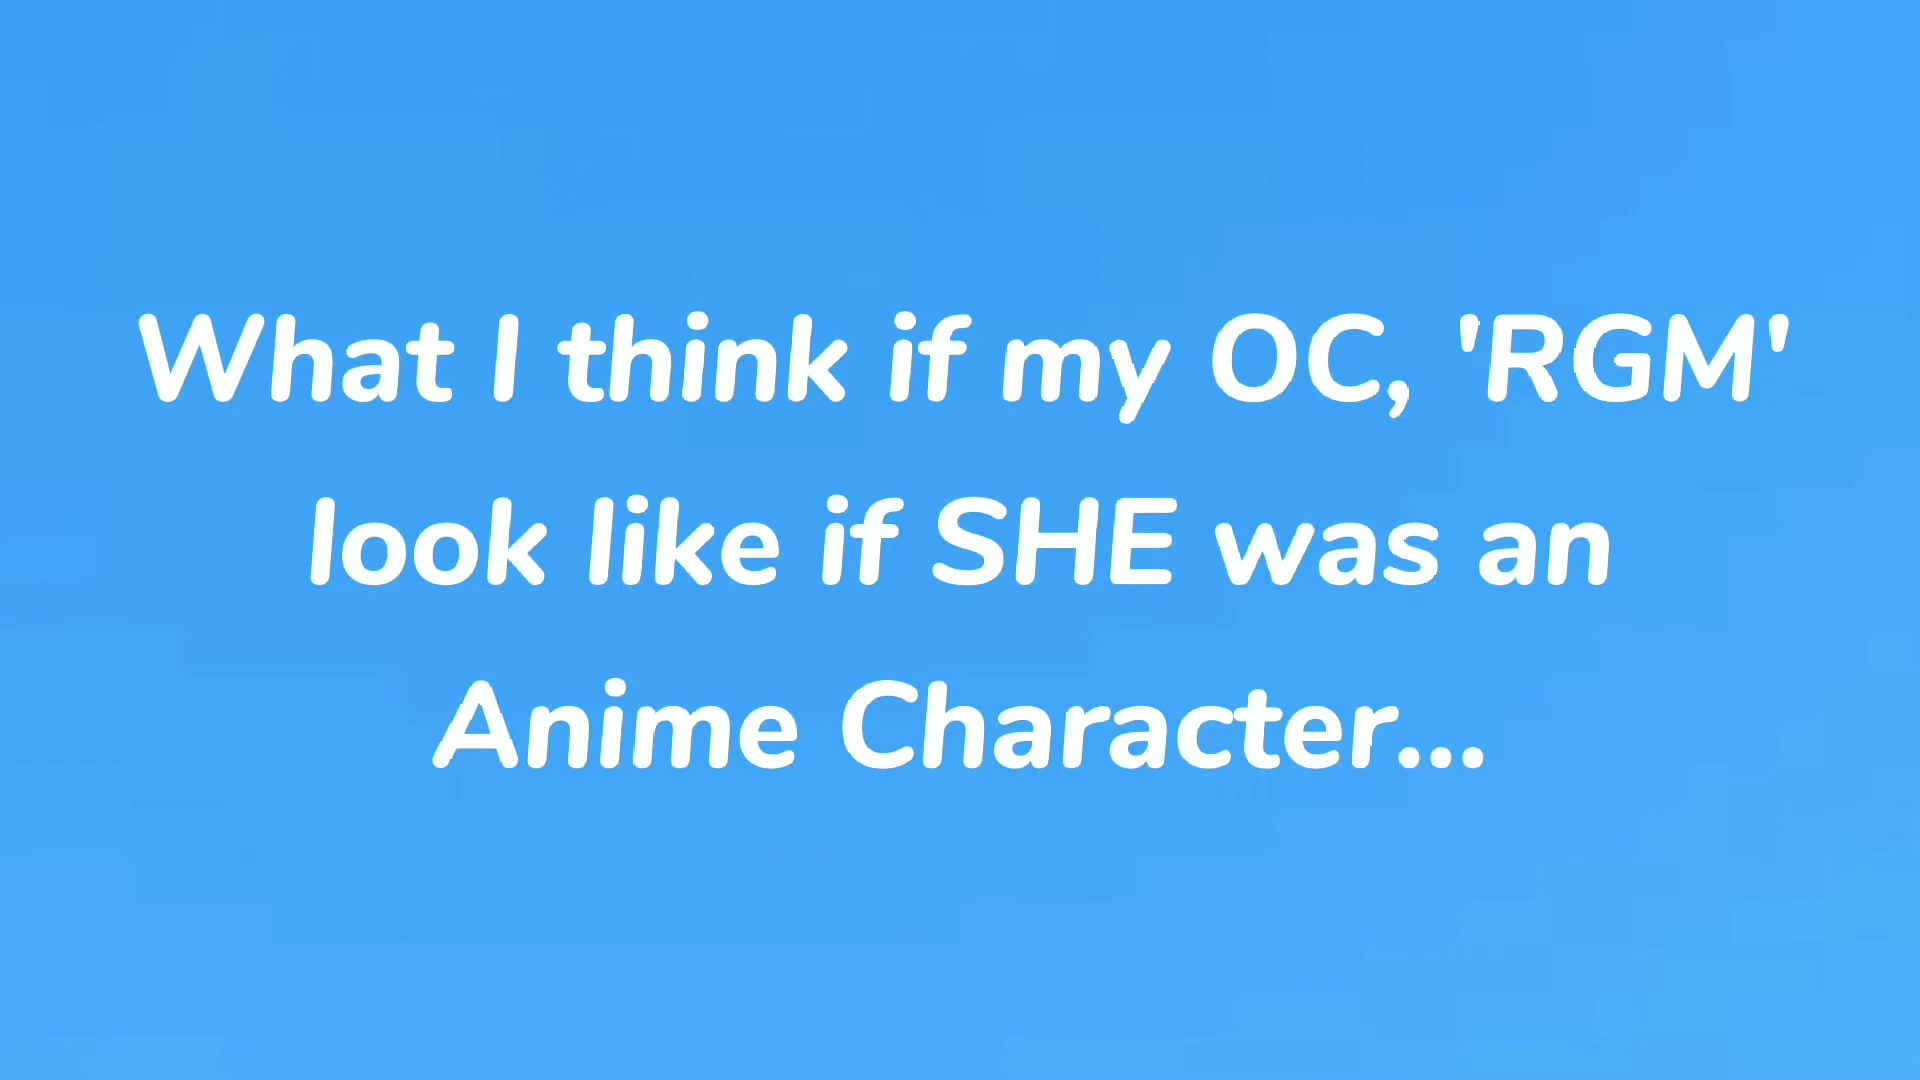 What I think if my OC, 'RGM'
look like if SHE was an
Anime Character...